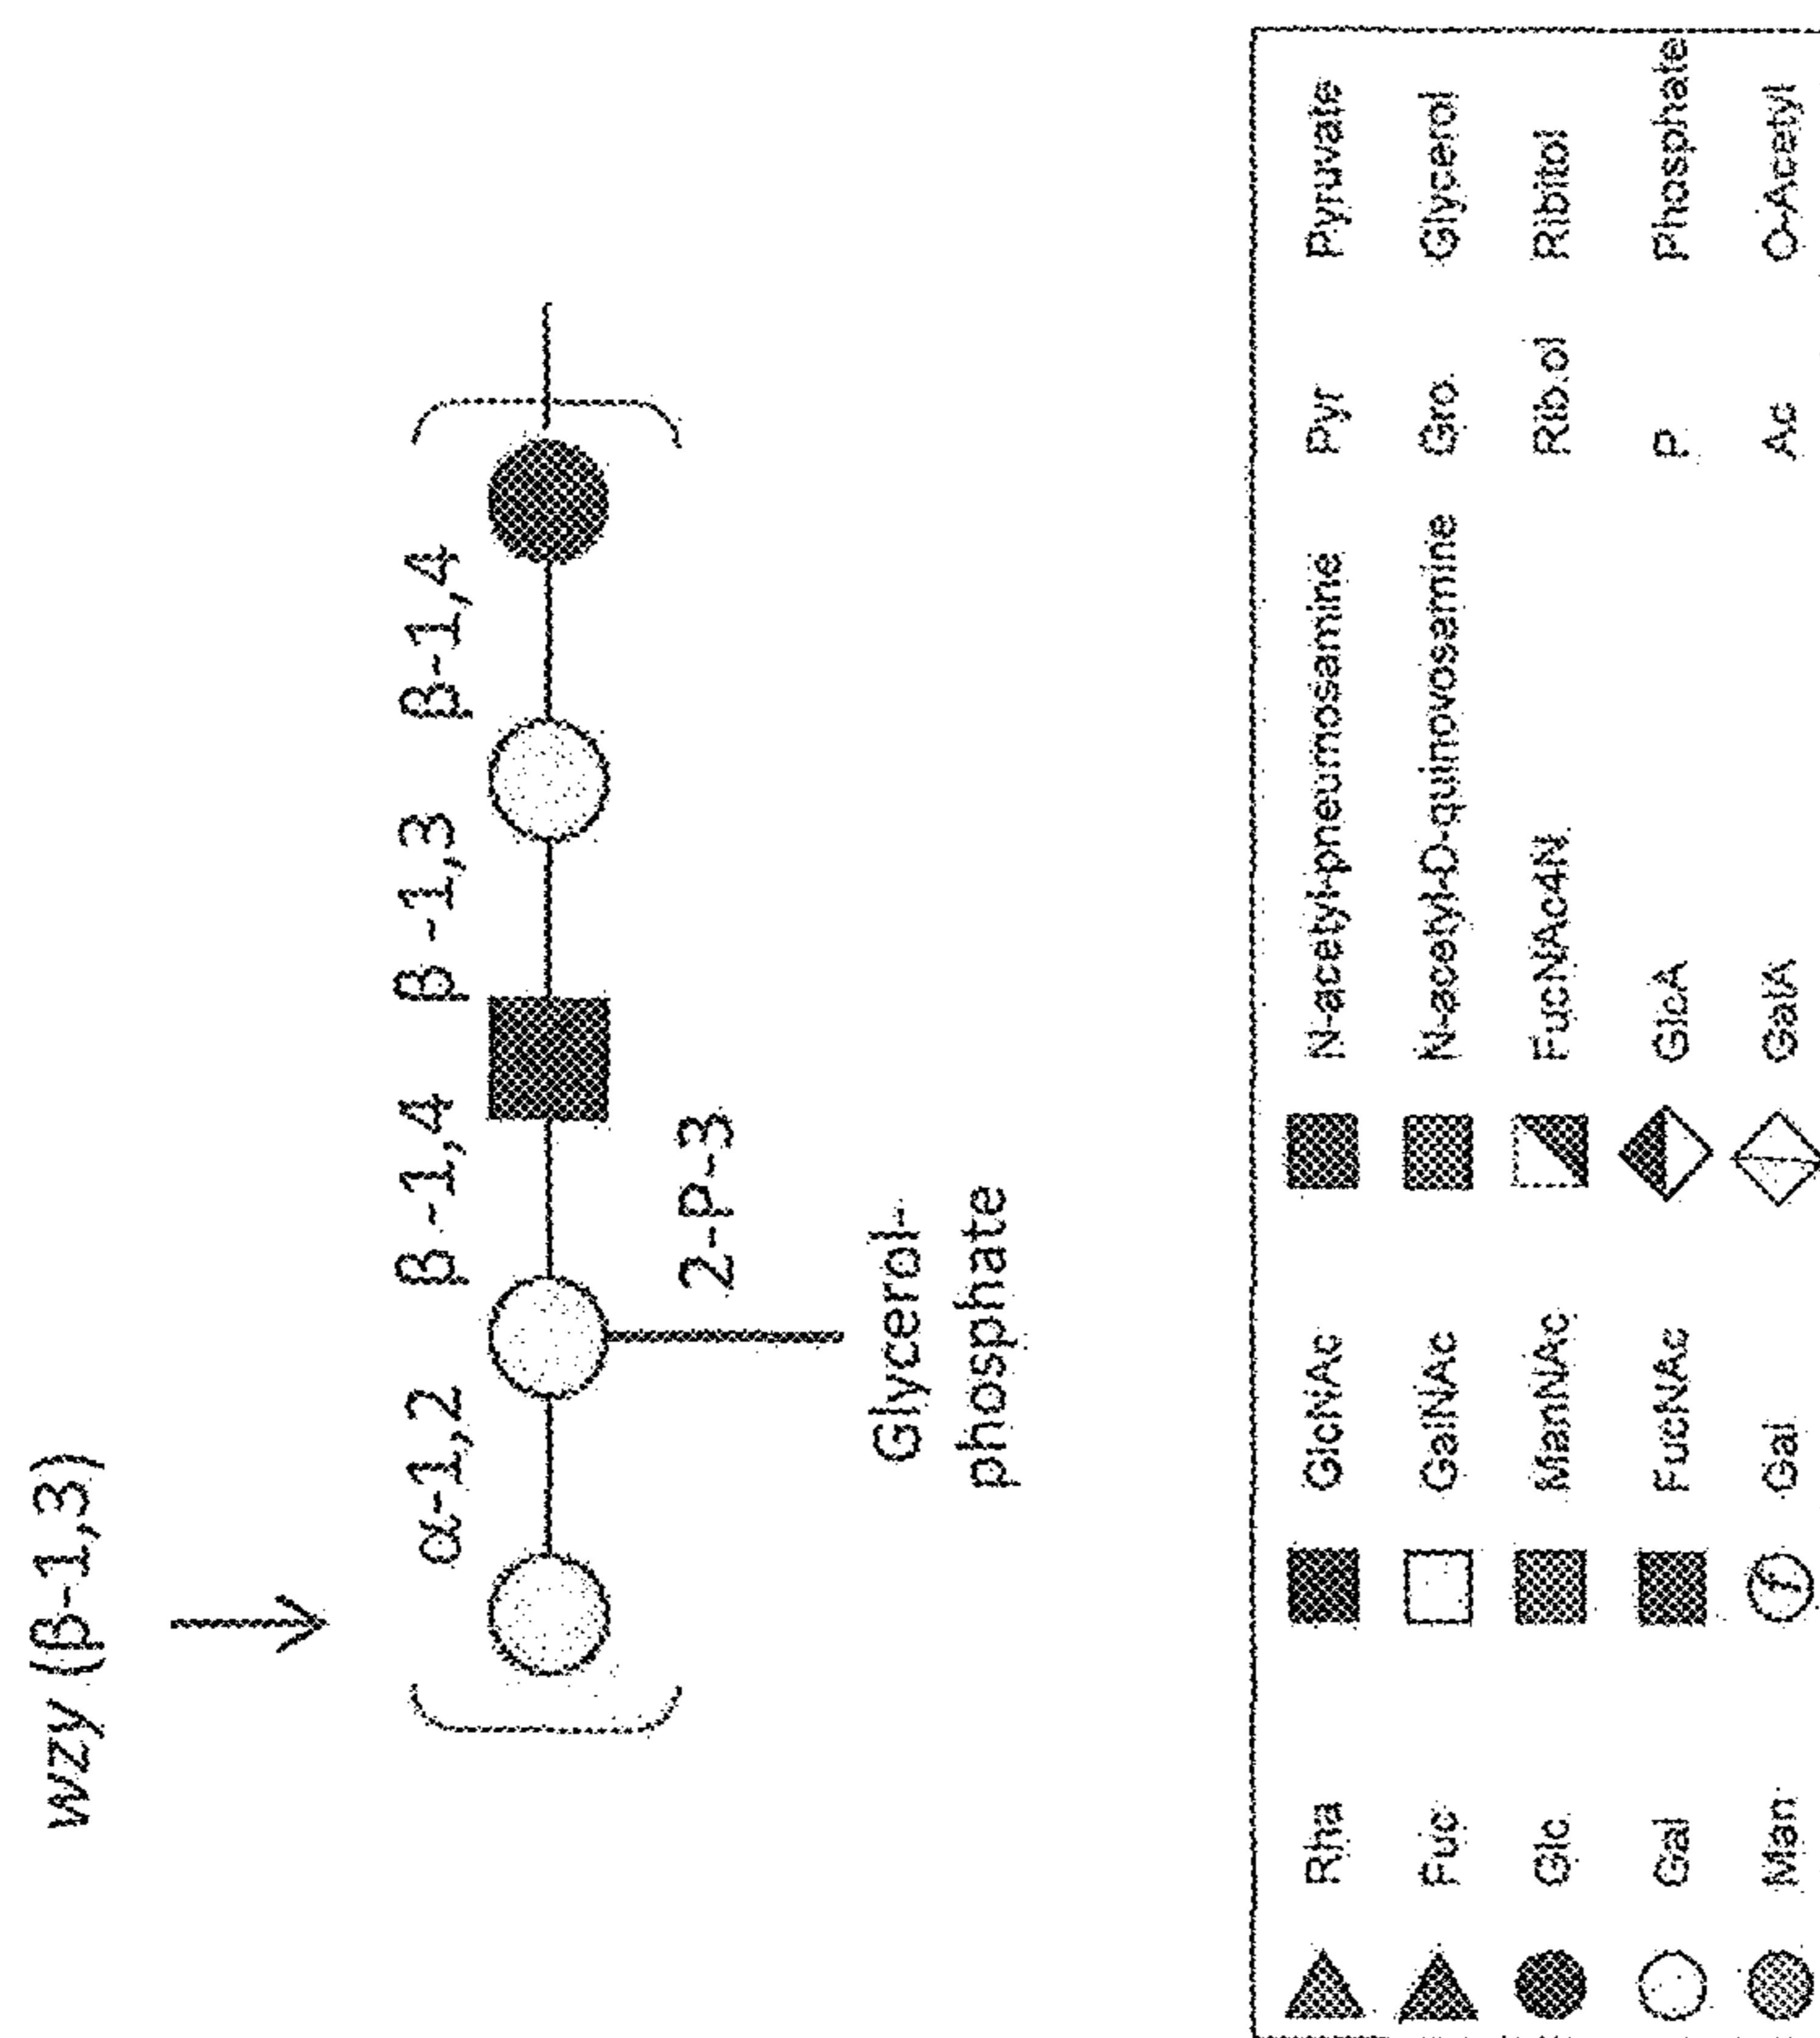 wzy (β-1,3)
α-1,2 β-1,4 β-1,3 β-1,4
2-P-3
Glycerol-
phosphate
Rha GlcNAc N-acetyl-pneumosamine Pyr Pyruvate
Fuc GalNAc N-acetyl-D-quinovosamine Gro Glycerol
Glc ManNAc FucNAc4N Rib.ol Ribitol
Gal FucNAc GlcA P Phosphate
Man f Gal GalA Ac O-Acetyl